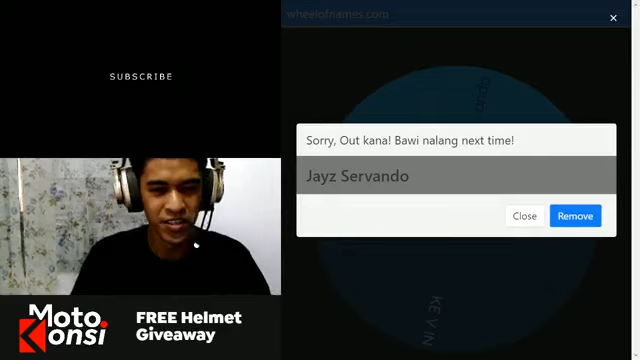 wheelofnames.com
SUBSCRIBE
Sorry, Out kana! Bawi nalang next time!
Jayz Servando
Close
Remove
KEVIN
Moto
Konsi
FREE Helmet
Giveaway